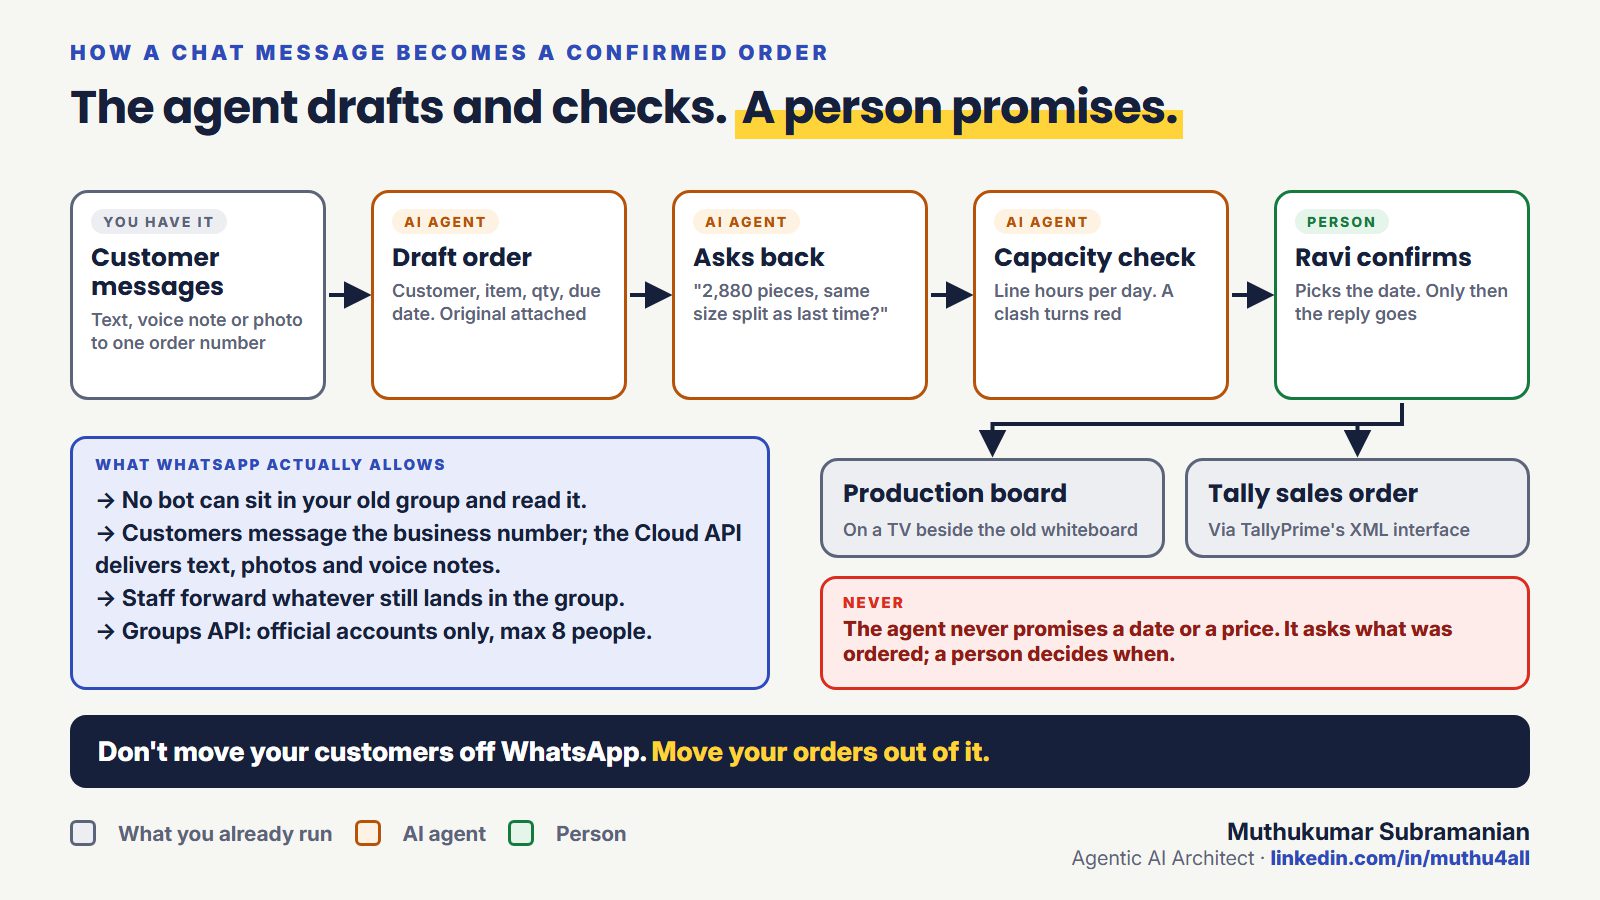 HOW A CHAT MESSAGE BECOMES A CONFIRMED ORDER
The agent drafts and checks. A person promises.
YOU HAVE IT
Customer
messages
Text, voice note or photo
to one order number
AI AGENT
Draft order
Customer, item, qty, due
date. Original attached
AI AGENT
Asks back
"2,880 pieces, same
size split as last time?"
AI AGENT
Capacity check
Line hours per day. A
clash turns red
PERSON
Ravi confirms
Picks the date. Only then
the reply goes
WHAT WHATSAPP ACTUALLY ALLOWS
→ No bot can sit in your old group and read it.
→ Customers message the business number; the Cloud API
delivers text, photos and voice notes.
→ Staff forward whatever still lands in the group.
→ Groups API: official accounts only, max 8 people.
Production board
On a TV beside the old whiteboard
Tally sales order
Via TallyPrime's XML interface
NEVER
The agent never promises a date or a price. It asks what was
ordered; a person decides when.
Don't move your customers off WhatsApp. Move your orders out of it.
What you already run
AI agent
Person
Muthukumar Subramanian
Agentic AI Architect · linkedin.com/in/muthu4all